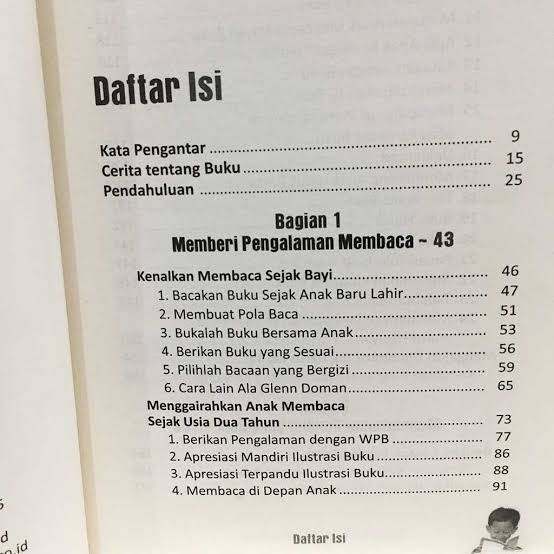 Daftar Isi
Kata Pengantar ........................................................ 9
Cerita tentang Buku.................................................. 15
Pendahuluan ........................................................... 25
Bagian 1
Memberi Pengalaman Membaca ~ 43
Kenalkan Membaca Sejak Bayi............................... 46
1. Bacakan Buku Sejak Anak Baru Lahir................ 47
2. Membuat Pola Baca ..................................... 51
3. Bukalah Buku Bersama Anak.......................... 53
4. Berikan Buku yang Sesuai.............................. 56
5. Pilihlah Bacaan yang Bergizi .......................... 59
6. Cara Lain Ala Glenn Doman........................... 65
Menggairahkan Anak Membaca
Sejak Usia Dua Tahun ........................................ 73
1. Berikan Pengalaman dengan WPB .................. 77
2. Apresiasi Mandiri Ilustrasi Buku ...................... 86
3. Apresiasi Terpandu Ilustrasi Buku.................... 88
4. Membaca di Depan Anak .............................. 91
Daftar Isi